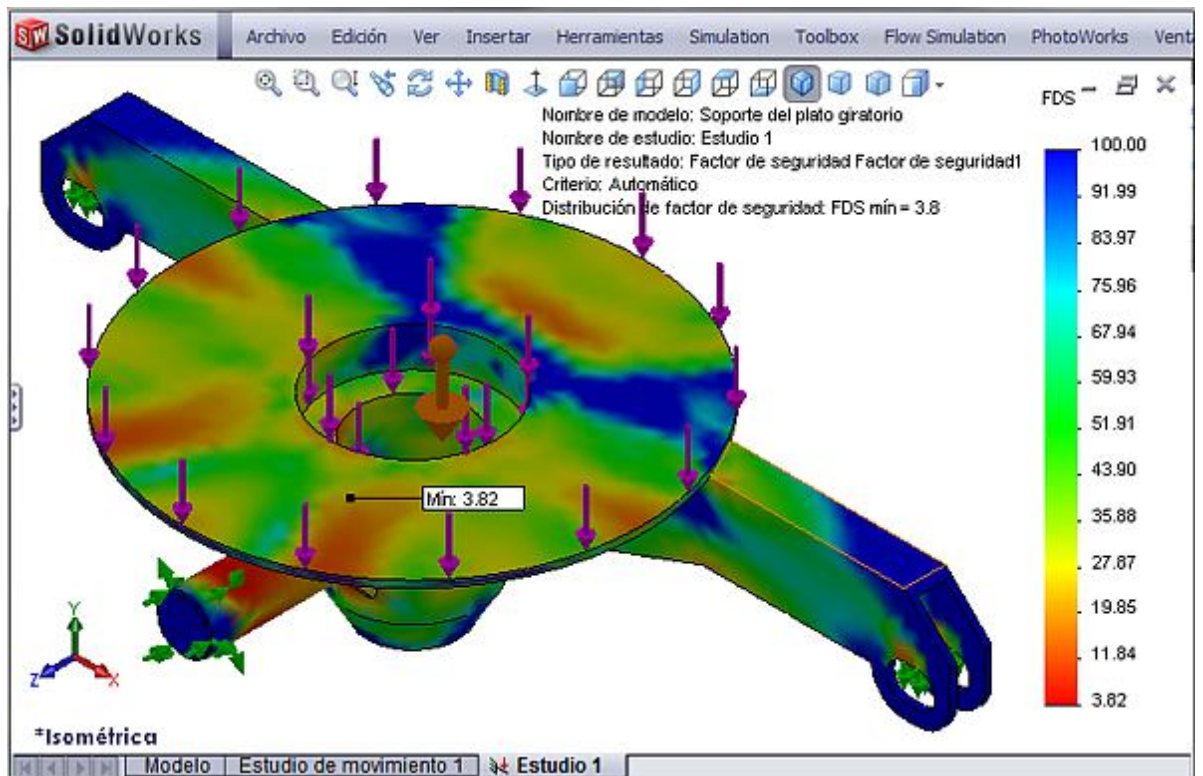 SolidWorks Archivo Edición Ver Insertar Herramientas Simulation Toolbox Flow Simulation PhotoWorks Vent
Nombre de modelo: Soporte del plato giratorio
Nombre de estudio: Estudio 1
Tipo de resultado: Factor de seguridad Factor de seguridad1
Criterio: Automático
Distribución de factor de seguridad: FDS mín = 3.8
FDS
100.00
91.99
83.97
75.96
67.94
59.93
51.91
43.90
35.88
27.87
19.85
11.84
3.82
Mín: 3.82
Y
Z
X
*Isométrica
Modelo Estudio de movimiento 1 Estudio 1